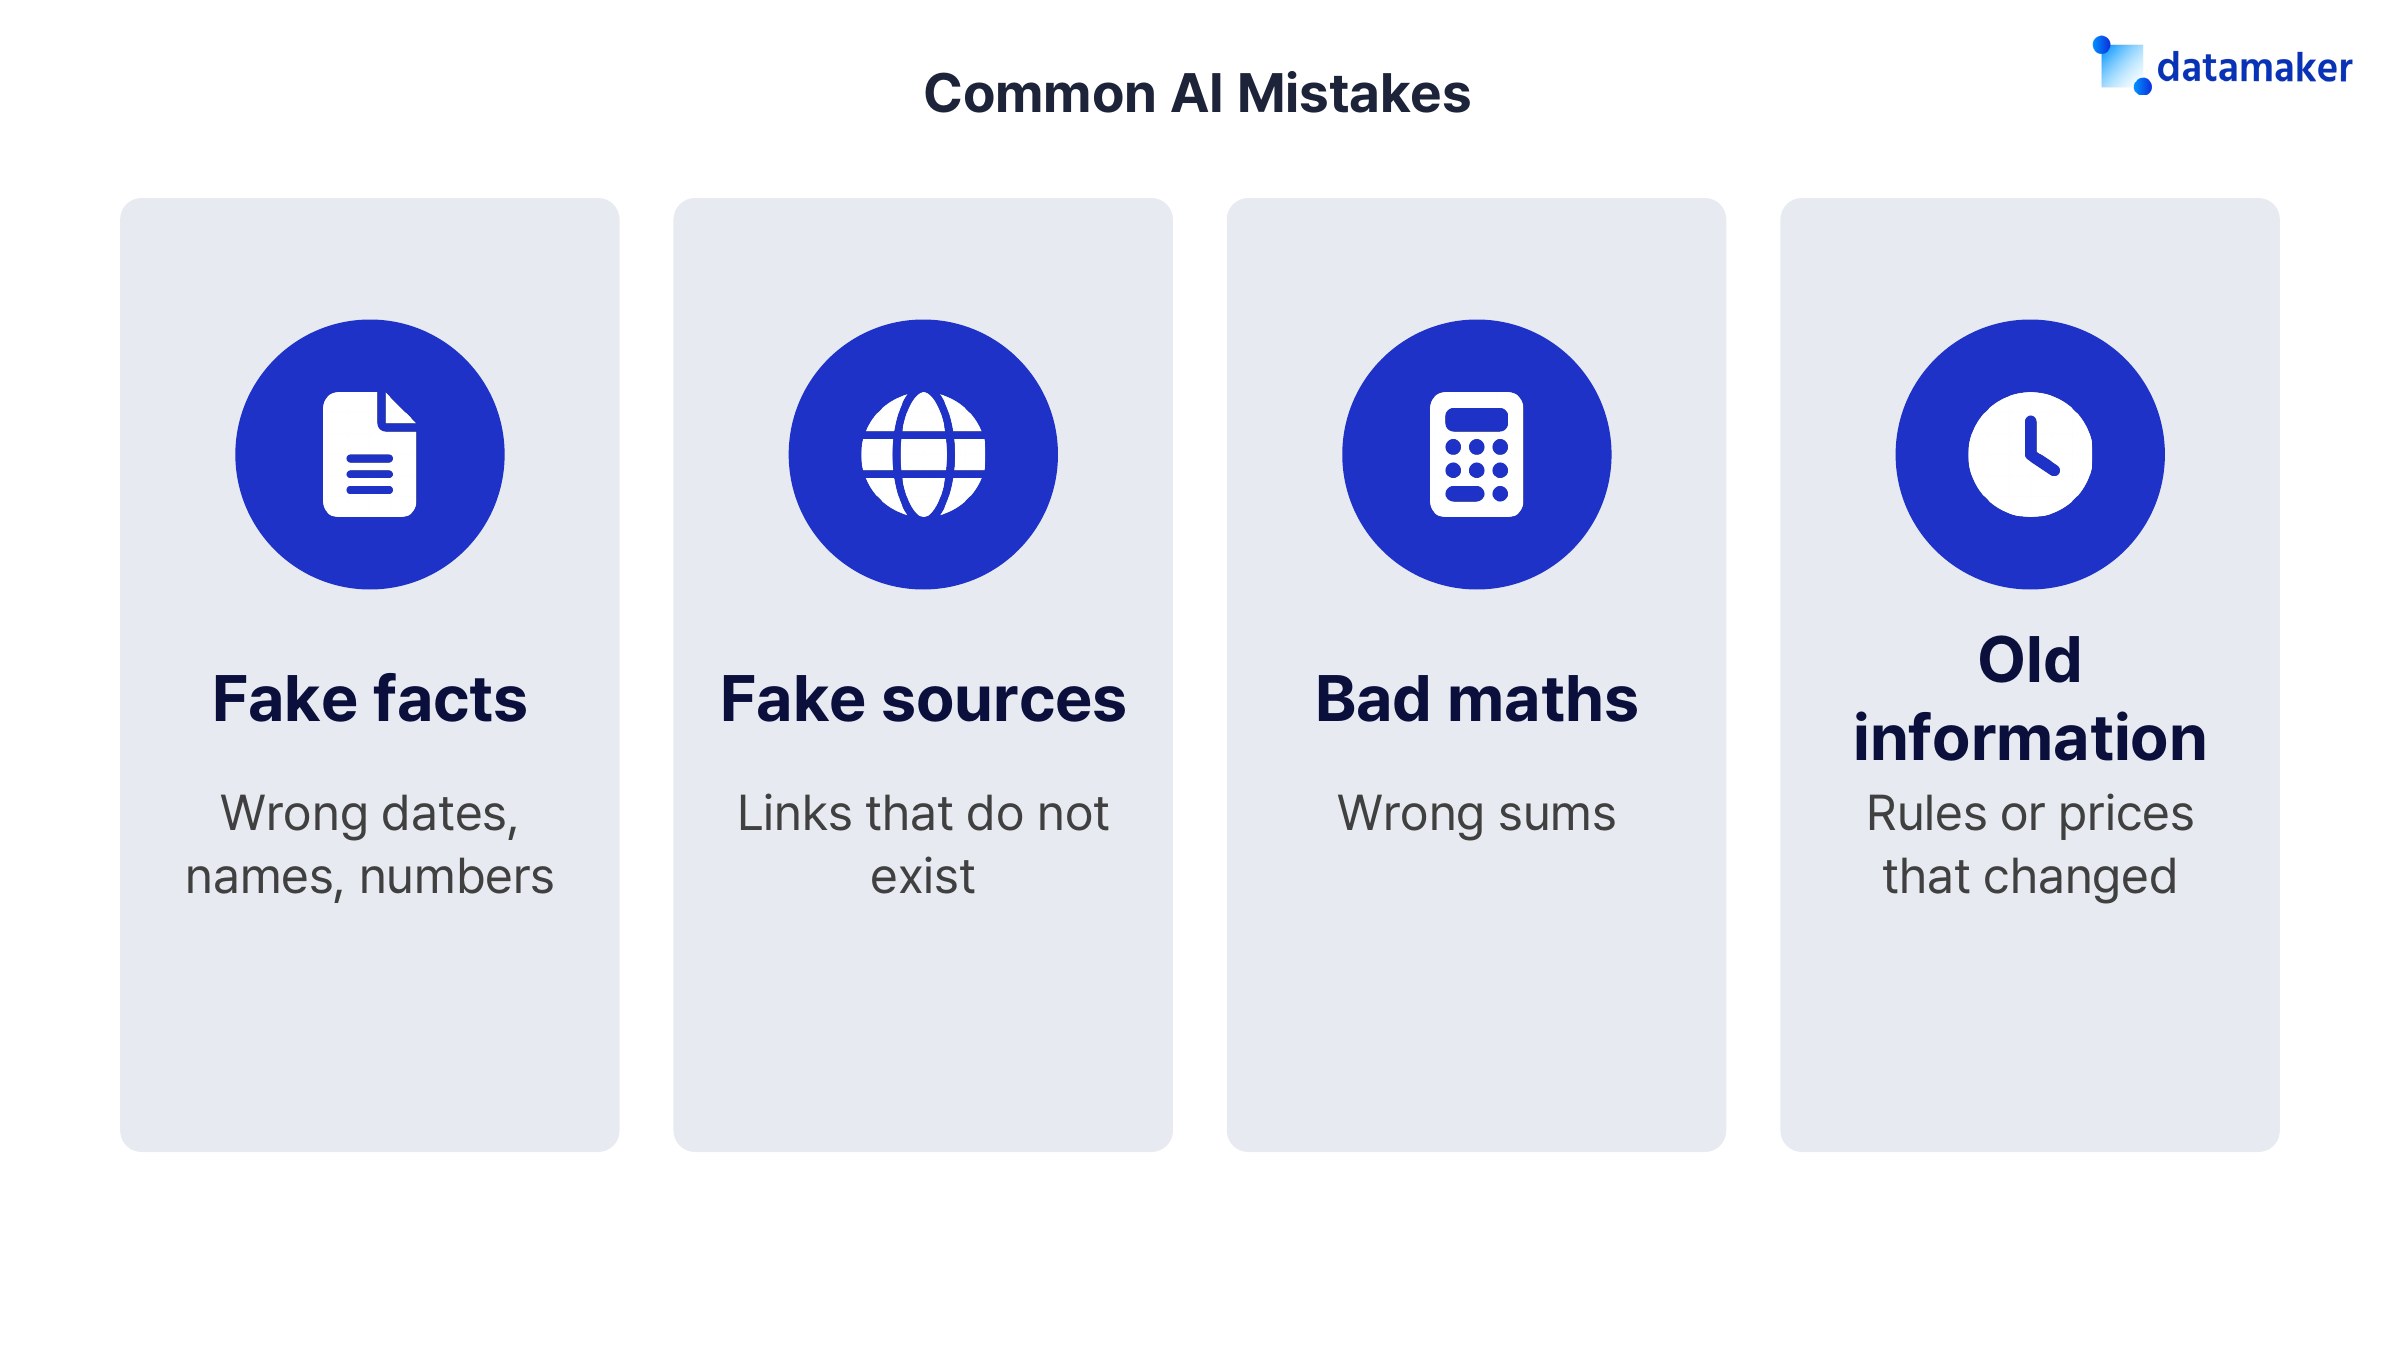 Common AI Mistakes
datamaker
Fake facts
Wrong dates,
names, numbers
Fake sources
Links that do not
exist
Bad maths
Wrong sums
Old
information
Rules or prices
that changed